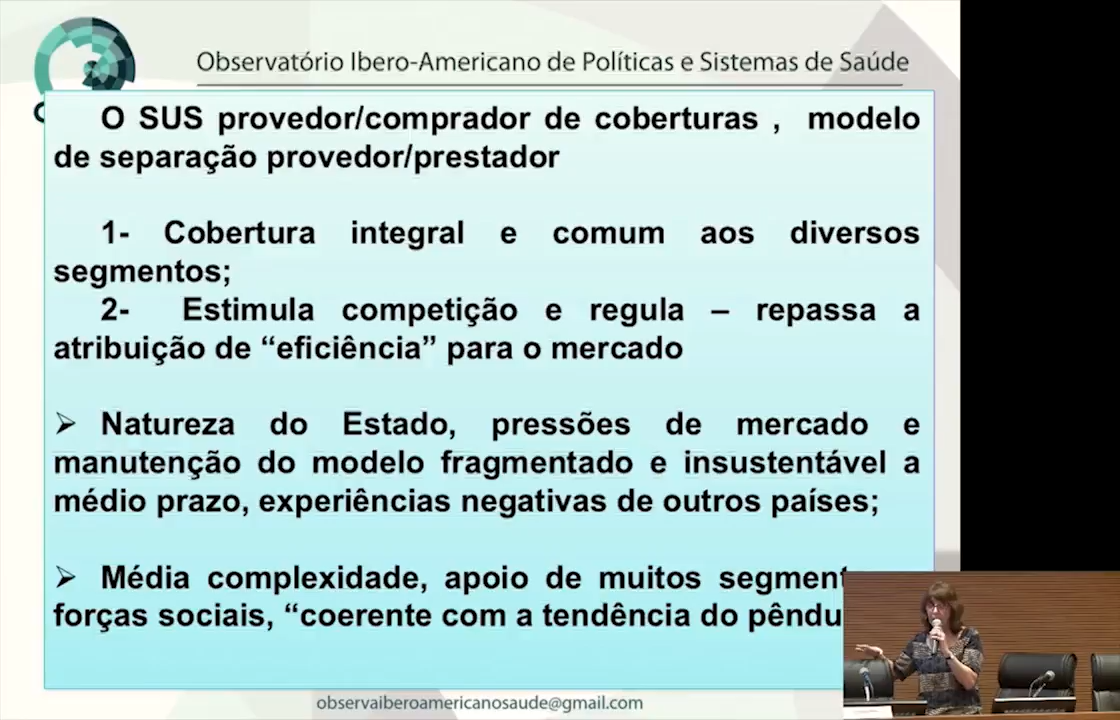 Observatório Ibero-Americano de Políticas e Sistemas de Saúde
O SUS provedor/comprador de coberturas , modelo
de separação provedor/prestador
1- Cobertura integral e comum aos diversos
segmentos;
2- Estimula competição e regula – repassa a
atribuição de “eficiência” para o mercado
➢ Natureza do Estado, pressões de mercado e
manutenção do modelo fragmentado e insustentável a
médio prazo, experiências negativas de outros países;
➢ Média complexidade, apoio de muitos
forças sociais, “coerente com a tendência do
observaiberoamericanosaude@gmail.com